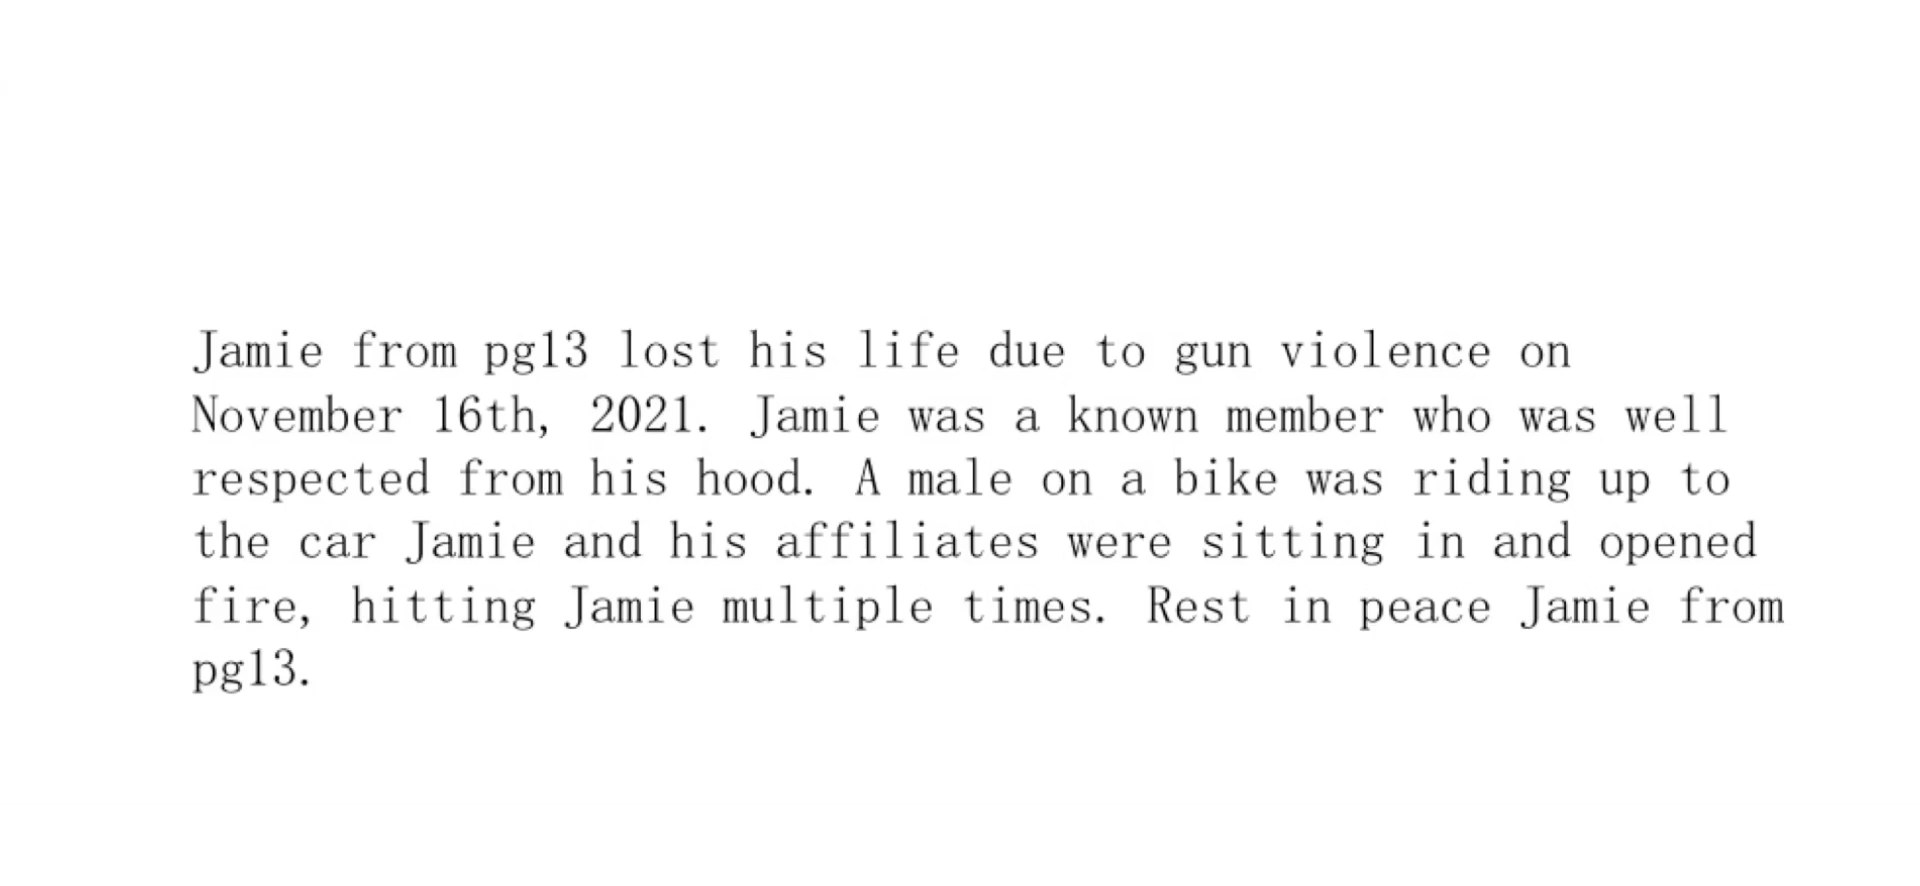 Jamie from pg13 lost his life due to gun violence on
November 16th, 2021. Jamie was a known member who was well
respected from his hood. A male on a bike was riding up to
the car Jamie and his affiliates were sitting in and opened
fire, hitting Jamie multiple times. Rest in peace Jamie from
pg13.